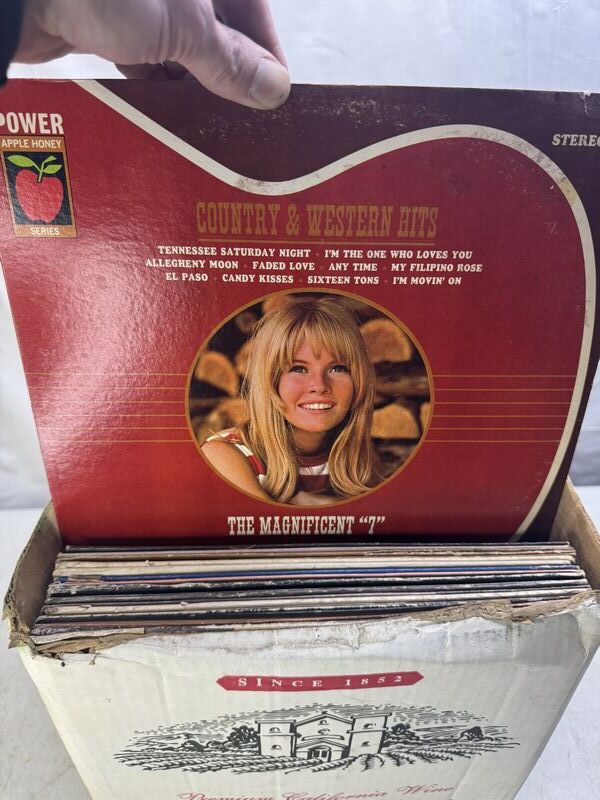 POWER
APPLE HONEY
SERIES
STEREO
COUNTRY & WESTERN HITS
TENNESSEE SATURDAY NIGHT • I'M THE ONE WHO LOVES YOU
ALLEGHENY MOON • FADED LOVE • ANY TIME • MY FILIPINO ROSE
EL PASO • CANDY KISSES • SIXTEEN TONS • I'M MOVIN' ON
THE MAGNIFICENT "7"
SINCE 1852
Premium California Wine